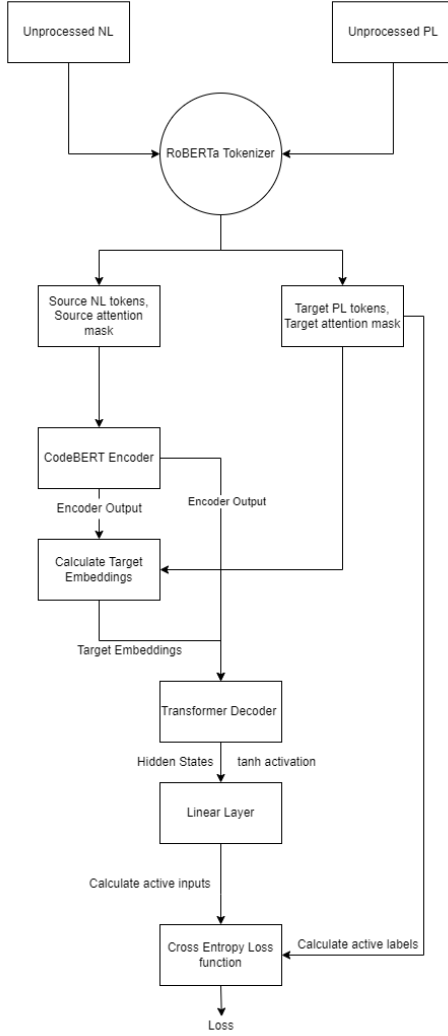 Unprocessed NL
Unprocessed PL
RoBERTa Tokenizer
Source NL tokens,
Source attention
mask
Target PL tokens,
Target attention mask
CodeBERT Encoder
Encoder Output
Encoder Output
Calculate Target
Embeddings
Target Embeddings
Transformer Decoder
Hidden States
tanh activation
Linear Layer
Calculate active inputs
Calculate active labels
Cross Entropy Loss
function
Loss